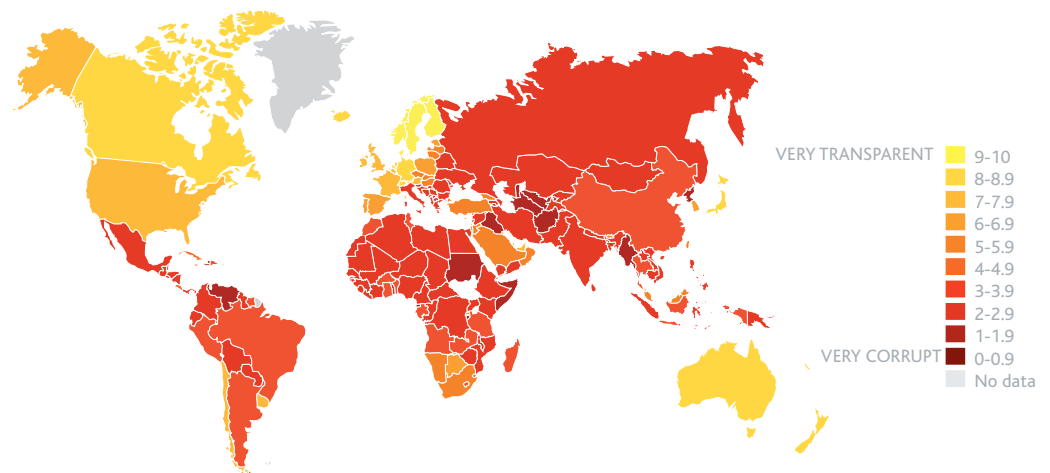 VERY TRANSPARENT 9-10
8-8.9
7-7.9
6-6.9
5-5.9
4-4.9
3-3.9
2-2.9
1-1.9
VERY CORRUPT 0-0.9
No data